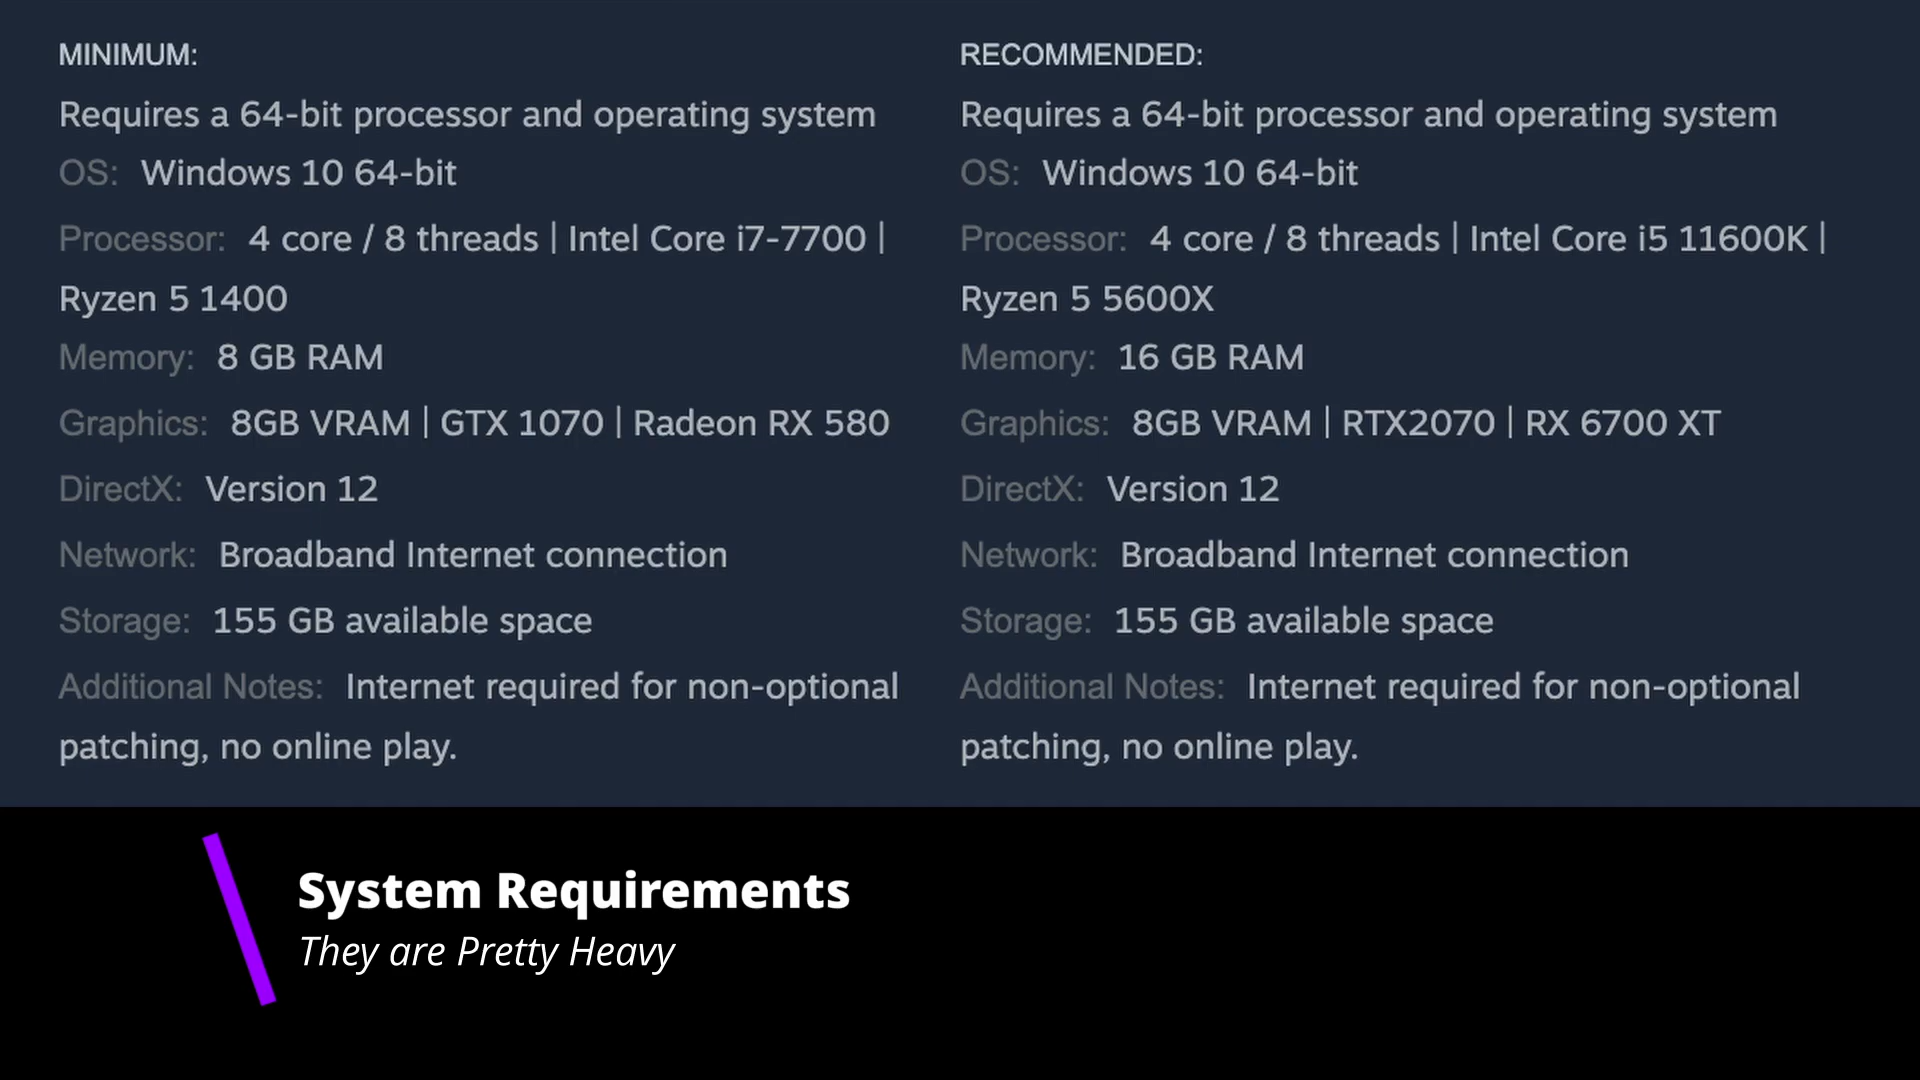 MINIMUM:
Requires a 64-bit processor and operating system
OS: Windows 10 64-bit
Processor: 4 core / 8 threads | Intel Core i7-7700 |
Ryzen 5 1400
Memory: 8 GB RAM
Graphics: 8GB VRAM | GTX 1070 | Radeon RX 580
DirectX: Version 12
Network: Broadband Internet connection
Storage: 155 GB available space
Additional Notes: Internet required for non-optional
patching, no online play.
RECOMMENDED:
Requires a 64-bit processor and operating system
OS: Windows 10 64-bit
Processor: 4 core / 8 threads | Intel Core i5 11600K |
Ryzen 5 5600X
Memory: 16 GB RAM
Graphics: 8GB VRAM | RTX2070 | RX 6700 XT
DirectX: Version 12
Network: Broadband Internet connection
Storage: 155 GB available space
Additional Notes: Internet required for non-optional
patching, no online play.
System Requirements
They are Pretty Heavy